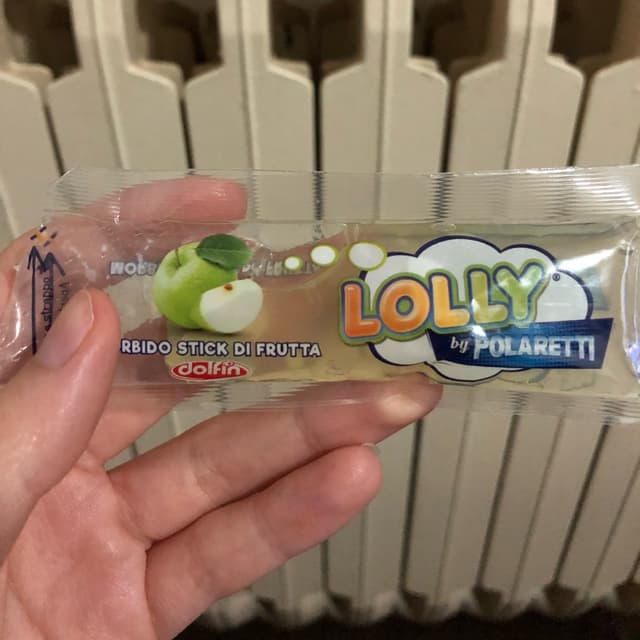 LOLLY®
by POLARETTI
RBIDO STICK DI FRUTTA
dolfin